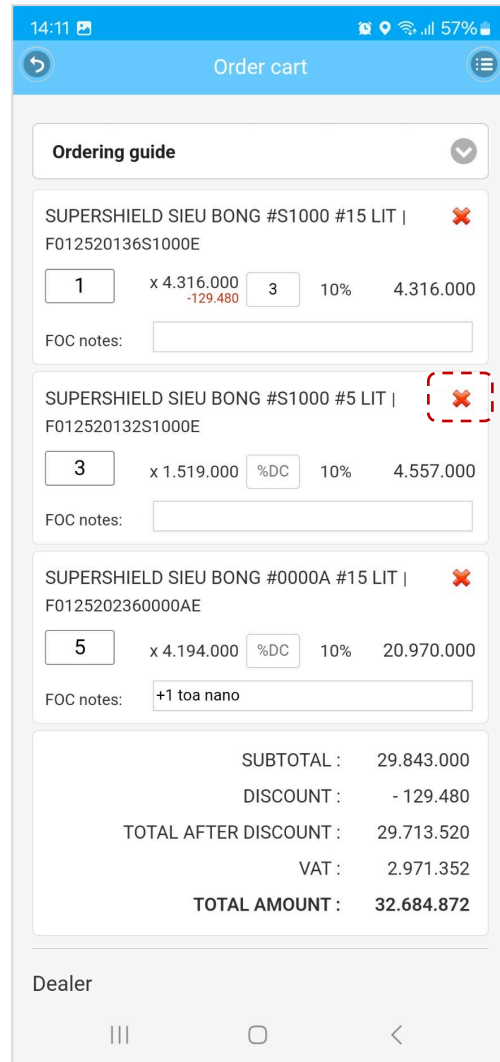 14:11 57%
Order cart
Ordering guide
SUPERSHIELD SIEU BONG #S1000 #15 LIT |
F012520136S1000E
1 x 4.316.000 3 10% 4.316.000
-129.480
FOC notes:
SUPERSHIELD SIEU BONG #S1000 #5 LIT |
F012520132S1000E
3 x 1.519.000 %DC 10% 4.557.000
FOC notes:
SUPERSHIELD SIEU BONG #0000A #15 LIT |
F0125202360000AE
5 x 4.194.000 %DC 10% 20.970.000
FOC notes: +1 toa nano
SUBTOTAL : 29.843.000
DISCOUNT : - 129.480
TOTAL AFTER DISCOUNT : 29.713.520
VAT : 2.971.352
TOTAL AMOUNT : 32.684.872
Dealer